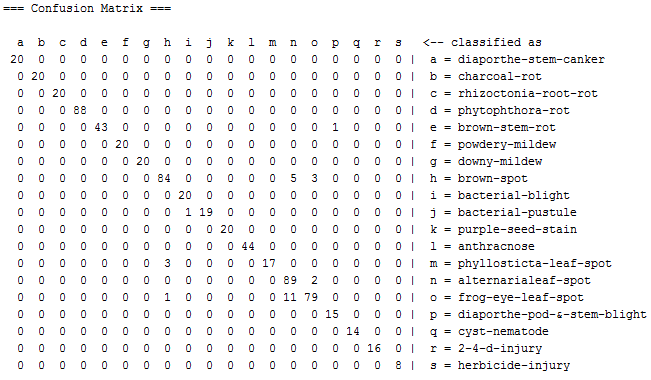 === Confusion Matrix ===
a b c d e f g h i j k l m n o p q r s <-- classified as
20 0 0 0 0 0 0 0 0 0 0 0 0 0 0 0 0 0 0 | a = diaporthe-stem-canker
0 20 0 0 0 0 0 0 0 0 0 0 0 0 0 0 0 0 0 | b = charcoal-rot
0 0 20 0 0 0 0 0 0 0 0 0 0 0 0 0 0 0 0 | c = rhizoctonia-root-rot
0 0 0 88 0 0 0 0 0 0 0 0 0 0 0 0 0 0 0 | d = phytophthora-rot
0 0 0 0 43 0 0 0 0 0 0 0 0 0 0 1 0 0 0 | e = brown-stem-rot
0 0 0 0 0 20 0 0 0 0 0 0 0 0 0 0 0 0 0 | f = powdery-mildew
0 0 0 0 0 0 20 0 0 0 0 0 0 0 0 0 0 0 0 | g = downy-mildew
0 0 0 0 0 0 0 84 0 0 0 0 0 5 3 0 0 0 0 | h = brown-spot
0 0 0 0 0 0 0 0 20 0 0 0 0 0 0 0 0 0 0 | i = bacterial-blight
0 0 0 0 0 0 0 0 1 19 0 0 0 0 0 0 0 0 0 | j = bacterial-pustule
0 0 0 0 0 0 0 0 0 0 20 0 0 0 0 0 0 0 0 | k = purple-seed-stain
0 0 0 0 0 0 0 0 0 0 0 44 0 0 0 0 0 0 0 | l = anthracnose
0 0 0 0 0 0 0 3 0 0 0 0 17 0 0 0 0 0 0 | m = phyllosticta-leaf-spot
0 0 0 0 0 0 0 0 0 0 0 0 0 89 2 0 0 0 0 | n = alternarialeaf-spot
0 0 0 0 0 0 0 1 0 0 0 0 0 11 79 0 0 0 0 | o = frog-eye-leaf-spot
0 0 0 0 0 0 0 0 0 0 0 0 0 0 0 15 0 0 0 | p = diaporthe-pod-&-stem-blight
0 0 0 0 0 0 0 0 0 0 0 0 0 0 0 0 14 0 0 | q = cyst-nematode
0 0 0 0 0 0 0 0 0 0 0 0 0 0 0 0 0 16 0 | r = 2-4-d-injury
0 0 0 0 0 0 0 0 0 0 0 0 0 0 0 0 0 0 8 | s = herbicide-injury